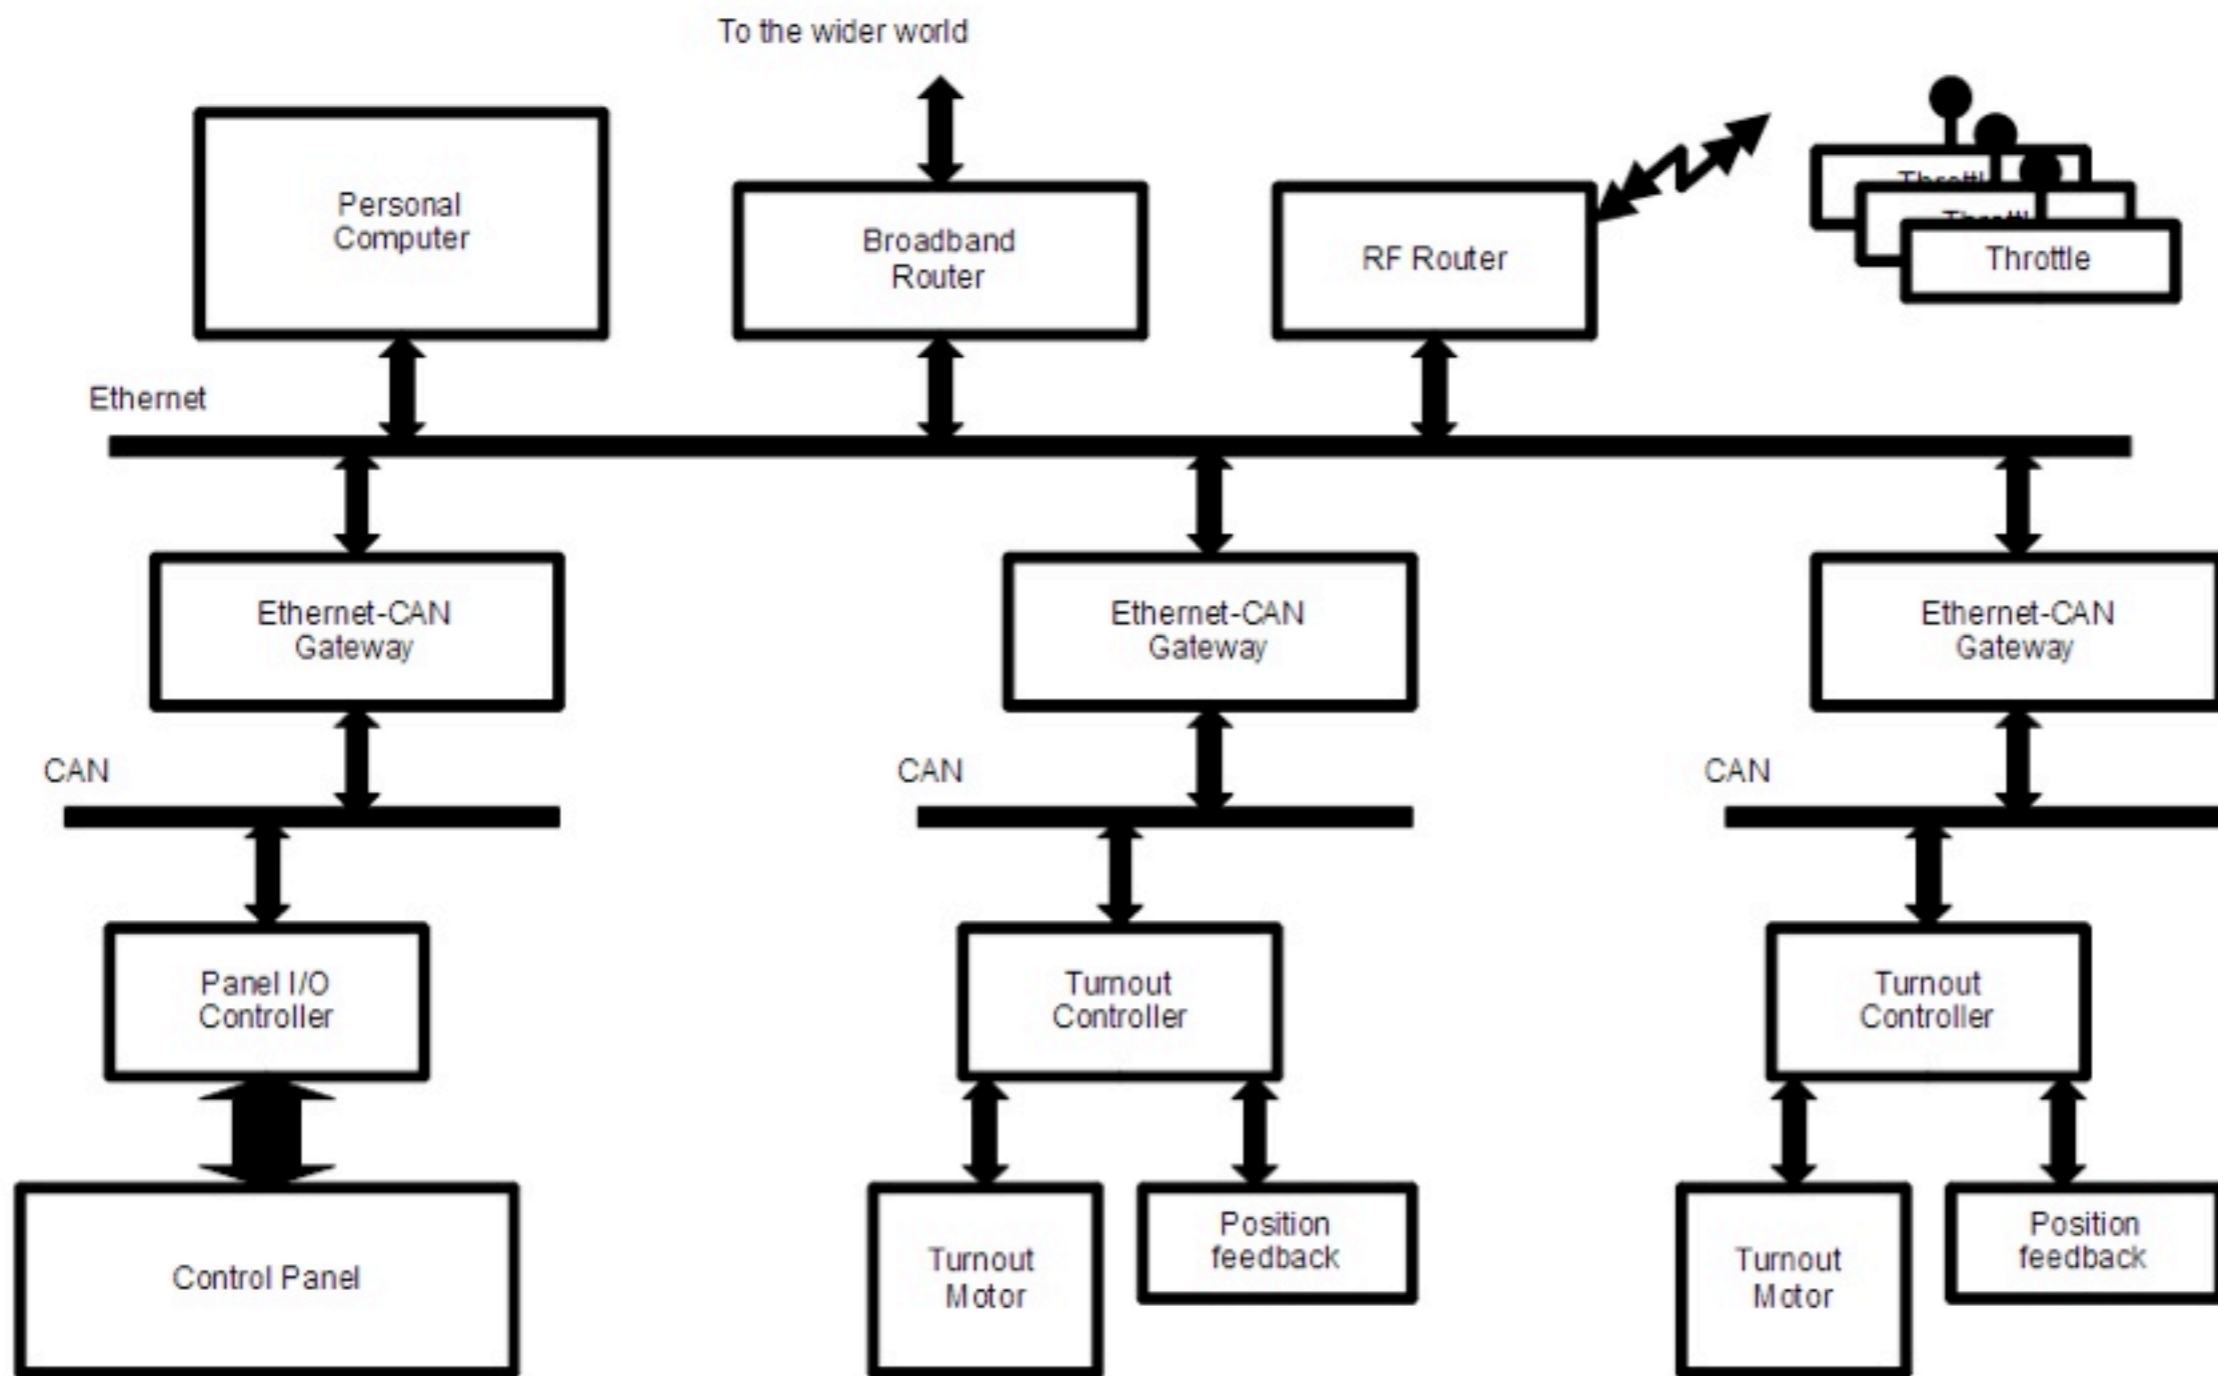 To the wider world
Personal
Computer
Broadband
Router
RF Router
Throttle
Ethernet
Ethernet-CAN
Gateway
Ethernet-CAN
Gateway
Ethernet-CAN
Gateway
CAN
CAN
CAN
Panel I/O
Controller
Turnout
Controller
Turnout
Controller
Control Panel
Turnout
Motor
Position
feedback
Turnout
Motor
Position
feedback